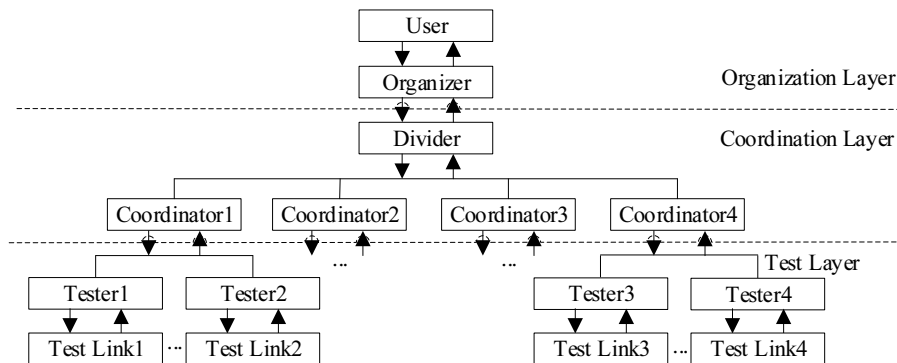 User
Organizer
Organization Layer
Divider
Coordination Layer
Coordinator1 Coordinator2 Coordinator3 Coordinator4
... ...
Test Layer
Tester1 Tester2 Tester3 Tester4
Test Link1 ... Test Link2 Test Link3 ... Test Link4